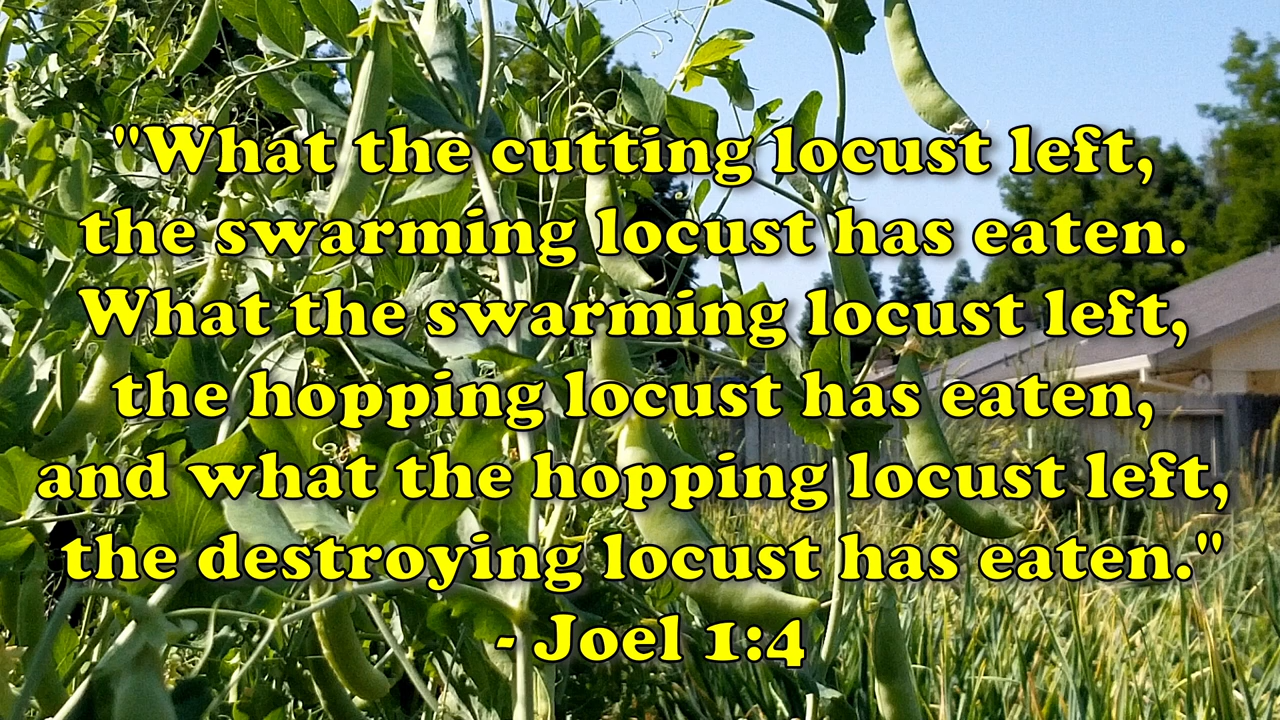 "What the cutting locust left,
the swarming locust has eaten.
What the swarming locust left,
the hopping locust has eaten,
and what the hopping locust left,
the destroying locust has eaten."
- Joel 1:4